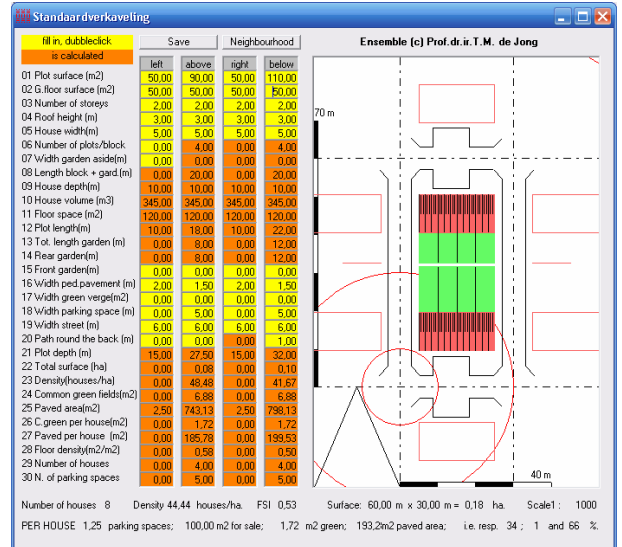 Standaardverkaveling
fill in, dubbleclick
is calculated
Save
Neighbourhood
Ensemble (c) Prof.dr.ir.T.M. de Jong
left above right below
01 Plot surface (m2) 50,00 90,00 50,00 110,00
02 G.floor surface (m2) 50,00 50,00 50,00 50,00
03 Number of storeys 2,00 2,00 2,00 2,00
04 Roof height (m) 3,00 3,00 3,00 3,00
05 House width(m) 5,00 5,00 5,00 5,00
06 Number of plots/block 0,00 4,00 0,00 4,00
07 Width garden aside(m) 0,00 0,00 0,00 0,00
08 Length block + gard.(m) 0,00 20,00 0,00 20,00
09 House depth(m) 10,00 10,00 10,00 10,00
10 House volume (m3) 345,00 345,00 345,00 345,00
11 Floor space (m2) 120,00 120,00 120,00 120,00
12 Plot length(m) 10,00 18,00 10,00 22,00
13 Tot. length garden (m) 0,00 8,00 0,00 12,00
14 Rear garden(m) 0,00 8,00 0,00 12,00
15 Front garden(m) 0,00 0,00 0,00 0,00
16 Width ped.pavement (m) 2,00 1,50 2,00 1,50
17 Width green verge(m2) 0,00 0,00 0,00 0,00
18 Width parking space (m) 0,00 5,00 0,00 5,00
19 Width street (m) 6,00 6,00 6,00 6,00
20 Path round the back (m) 0,00 0,00 0,00 1,00
21 Plot depth (m) 15,00 27,50 15,00 32,00
22 Total surface (ha) 0,00 0,08 0,00 0,10
23 Density(houses/ha) 0,00 48,48 0,00 41,67
24 Common green fields(m2) 0,00 6,88 0,00 6,88
25 Paved area(m2) 2,50 743,13 2,50 798,13
26 C.green per house(m2) 0,00 1,72 0,00 1,72
27 Paved per house (m2) 0,00 185,78 0,00 199,53
28 Floor density(m2/m2) 0,00 0,58 0,00 0,50
29 Number of houses 0,00 4,00 0,00 4,00
30 N. of parking spaces 0,00 5,00 0,00 5,00
70 m
40 m
Number of houses 8 Density 44,44 houses/ha. FSI 0,53 Surface: 60,00 m x 30,00 m = 0,18 ha. Scale1 : 1000
PER HOUSE 1,25 parking spaces; 100,00 m2 for sale; 1,72 m2 green; 193,2m2 paved area; i.e. resp. 34 ; 1 and 66 %.